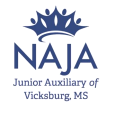 NAJA
Junior Auxiliary of
Vicksburg, MS